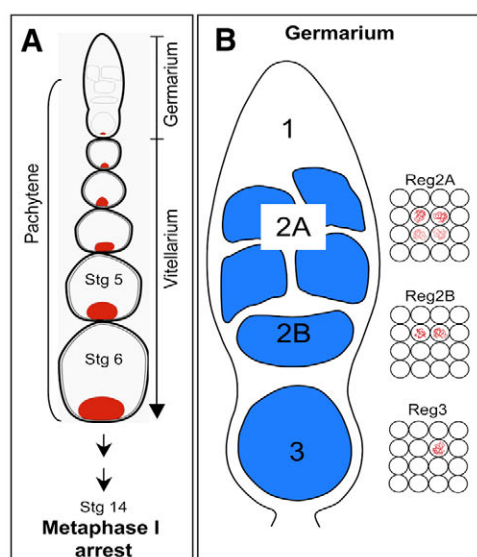 A
Germarium
Pachytene
Vitellarium
Stg 5
Stg 6
Stg 14
Metaphase I
arrest
B
Germarium
1
2A
2B
3
Reg2A
Reg2B
Reg3